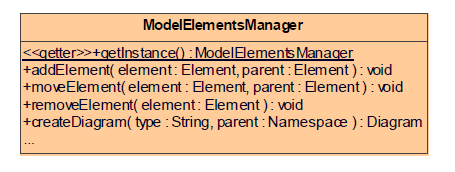 ModelElementsManager
<<getter>>+getInstance() : ModelElementsManager
+addElement( element : Element, parent : Element ) : void
+moveElement( element : Element, parent : Element ) : void
+removeElement( element : Element ) : void
+createDiagram( type : String, parent : Namespace ) : Diagram
...